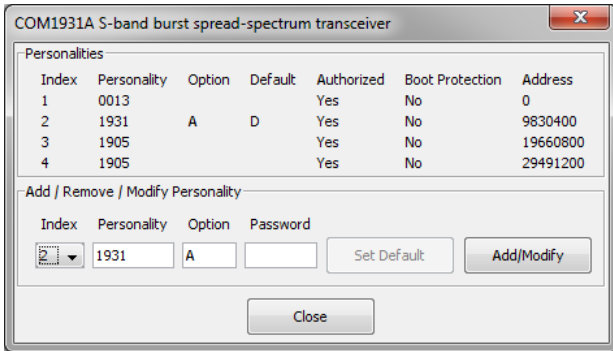 COM1931A S-band burst spread-spectrum transceiver
Personalities
Index Personality Option Default Authorized Boot Protection Address
1 0013 Yes No 0
2 1931 A D Yes No 9830400
3 1905 Yes No 19660800
4 1905 Yes No 29491200
Add / Remove / Modify Personality
Index Personality Option Password
2 1931 A Set Default Add/Modify
Close